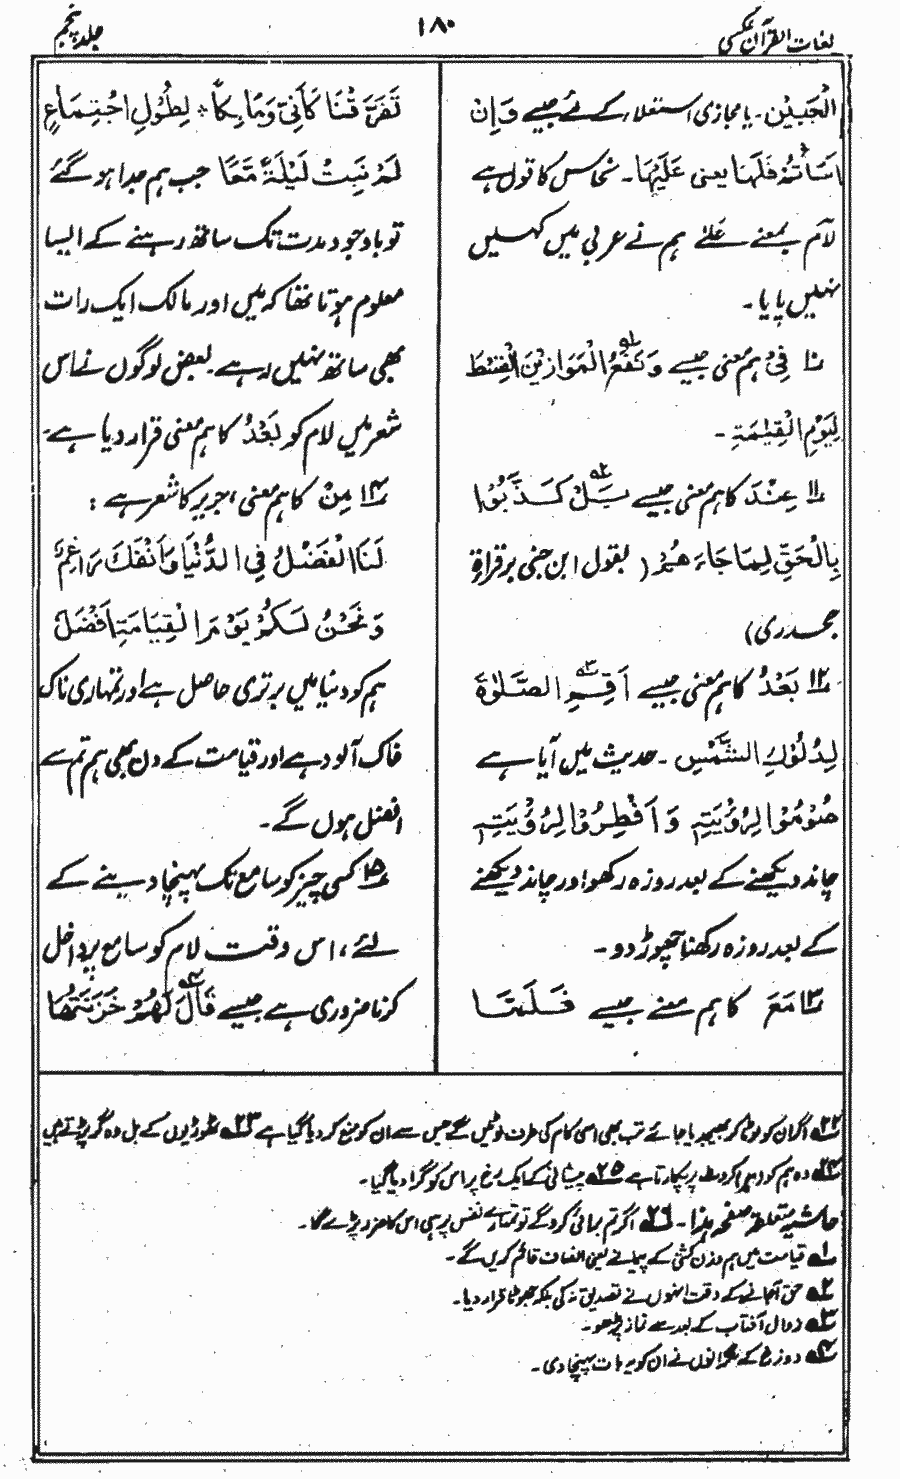 لغات القرآن عکسی
۱۸۰
جلد پنجم
الْجَبِيْنِ۔ یا مجازی استعلاء کے لئے جیسے وَاِنْ
اَسَأْتُمْ فَلَهَا یعنی عَلَيْهَا۔ نحاس کا قول ہے
لام بمعنے عَلٰے ہم نے عربی میں کہیں
نہیں پایا۔
۱۰ فِیْ ہم معنی جیسے وَنَضَعُ الْمَوَازِيْنَ الْقِسْطَ
لِيَوْمِ الْقِيٰمَةِ۔
۱۱ عِنْدَ کا ہم معنی جیسے بَلْ كَذَّبُوْا
بِالْحَقِّ لِمَا جَاءَهُمْ ( بقول ابن جنی بر قراۃ
جحدری)
۱۲ بَعْدُ کا ہم معنی جیسے اَقِمِ الصَّلٰوةَ
لِدُلُوْكِ الشَّمْسِ۔ حدیث میں آیا ہے
صُوْمُوْا لِرُؤْيَتِهٖ وَاَفْطِرُوْا لِرُؤْيَتِهٖ
چاند دیکھنے کے بعد روزہ رکھو اور چاند دیکھنے
کے بعد روزہ رکھنا چھوڑ دو۔
۱۳ مَعَ کا ہم معنے جیسے فَلَمَّا
تَفَرَّقْنَا كَاَنِّیْ وَمَالِكًا ؞ لِطُوْلِ اجْتِمَاعٍ
لَمْ نَبِتْ لَيْلَةً مَّعًا جب ہم جدا ہو گئے
تو باوجود مدت تک ساتھ رہنے کے ایسا
معلوم ہوتا تھا کہ میں اور مالک ایک رات
بھی ساتھ نہیں رہے۔ بعض لوگوں نے اس
شعر میں لام کو بَعْدُ کا ہم معنی قرار دیا ہے۔
۱۴ مِنْ کا ہم معنی، جریر کا شعر ہے :
لَنَا الْفَضْلُ فِی الدُّنْيَا وَاَنْفُكَ رَاغِمٌ
وَنَحْنُ لَكُمْ يَوْمَ الْقِيَامَةِ اَفْضَلُ
ہم کو دنیا میں برتری حاصل ہے اور تمہاری ناک
خاک آلود ہے اور قیامت کے دن بھی ہم تم سے
افضل ہوں گے۔
۱۵ کسی چیز کو سامع تک پہنچا دینے کے
لئے، اس وقت لام کو سامع پر داخل
کرنا ضروری ہے جیسے قَالَ لَهُمْ خَزَنَتُهَا
۲۲ اگر ان کو لوٹا کر بھیجد یا جائے تب بھی اسی کام کی طرف لوٹیں گے جس سے ان کو منع کر دیا گیا ہے ۲۳ ٹھوڑیوں کے بل وہ گر پڑتے ہیں
۲۴ وہ ہم کو دہر اکروٹ پر پکارتا ہے ۲۵ پیشانی کے ایک رخ پر اس کو گرا دیا گیا۔
حاشیہ متعلقہ صفحہ ہذا۔ ۲۶ اگر تم برائی کرو گے تو تمہارے نفس پر ہی اس کا ضرر پڑے گا۔
۱ قیامت میں ہم وزن کشی کے پیمانے یعنی انصاف قائم کریں گے۔
۲ حق آجانے کے وقت انہوں نے تصدیق نہ کی بلکہ جھوٹا قرار دیا۔
۳ زوال آفتاب کے بعد سے نماز پڑھو۔
۴ دوزخ کے نگرانوں نے ان کو یہ بات پہنچا دی۔